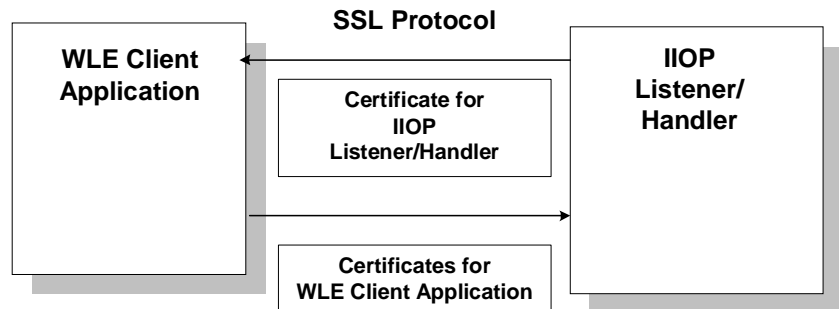 SSL Protocol
WLE Client
Application
IIOP
Listener/
Handler
Certificate for
IIOP
Listener/Handler
Certificates for
WLE Client Application